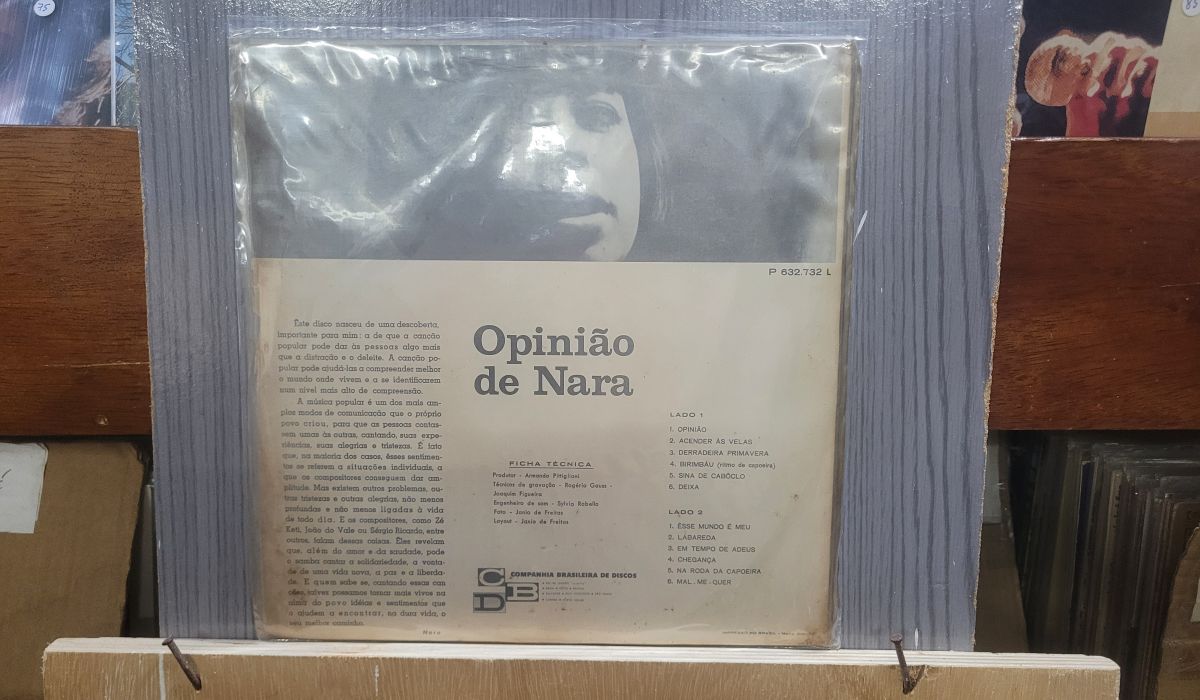 75
85
P 632.732 L
Êste disco nasceu de uma descoberta,
importante para mim: a de que a canção
popular pode dar às pessoas algo mais
que a distração e o deleite. A canção po-
pular pode ajudá-las a compreender melhor
o mundo onde vivem e a se identificarem
num nível mais alto de compreensão.
A música popular é um dos mais am-
plos modos de comunicação que o próprio
povo criou, para que as pessoas contas-
sem umas às outras, cantando, suas expe-
riências, suas alegrias e tristezas. É fato
que, na maioria dos casos, êsses sentimen-
tos se referem a situações individuais, a
que os compositores conseguem dar am-
plitude. Mas existem outros problemas, ou-
tras tristezas e outras alegrias, não menos
profundas e não menos ligadas à vida
de todo dia. E os compositores, como Zé
Keti, João do Vale ou Sérgio Ricardo, entre
outros, falam dessas coisas. Êles revelam
que, além do amor e da saudade, pode
o samba cantar a solidariedade, a vonta-
de de uma vida nova, a paz e a liberda-
de. E quem sabe se, cantando essas can
ções, talvez possamos tornar mais vivos na
alma do povo idéias e sentimentos que
o ajudem a encontrar, na dura vida, o
seu melhor caminho.
Nara
Opinião
de Nara
FICHA TÉCNICA
Produtor - Armando Pittigliani
Técnicos de gravação - Rogério Gauss -
Joaquim Figueira
Engenheiro de som - Sylvio Rabello
Foto - Janio de Freitas
Layout - Janio de Freitas
CBD
COMPANHIA BRASILEIRA DE DISCOS
LADO 1
1. OPINIÃO
2. ACENDER AS VELAS
3. DERRADEIRA PRIMAVERA
4. BIRIMBÁU (ritmo de capoeira)
5. SINA DE CABÔCLO
6. DEIXA
LADO 2
1. ÊSSE MUNDO É MEU
2. LABAREDA
3. EM TEMPO DE ADEUS
4. CHEGANÇA
5. NA RODA DA CAPOEIRA
6. MAL-ME-QUER